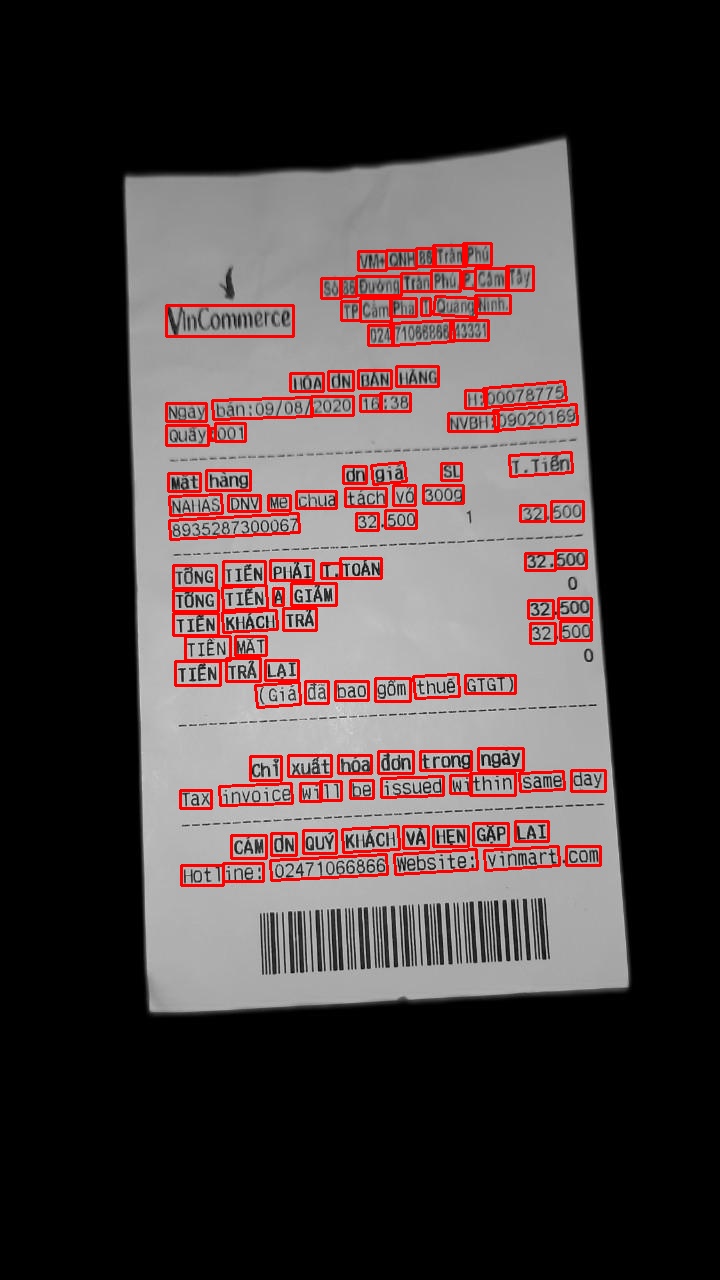 VinCommerce
VM+ QNH 86 Trần Phú
Số 86 Đường Trần Phú, P. Cẩm Tây
TP Cẩm Phả, T. Quảng Ninh.
024 71066866 43331
HÓA ĐƠN BÁN HÀNG
Ngày bán:09/08/2020 16:38 H:00078775
Quầy:001 NVBH:09020169
Mặt hàng Đơn giá SL T.Tiền
NAHAS DNV Me chua tách vỏ 300g
8935287300067 32.500 1 32.500
TỔNG TIỀN PHẢI T.TOÁN 32.500
TỔNG TIỀN ĐÃ GIẢM 0
TIỀN KHÁCH TRẢ 32.500
TIỀN MẶT 32.500
TIỀN TRẢ LẠI 0
(Giá đã bao gồm thuế GTGT)
Chỉ xuất hóa đơn trong ngày
Tax invoice will be issued within same day
CẢM ƠN QUÝ KHÁCH VÀ HẸN GẶP LẠI
Hotline: 02471066866 Website: vinmart.com